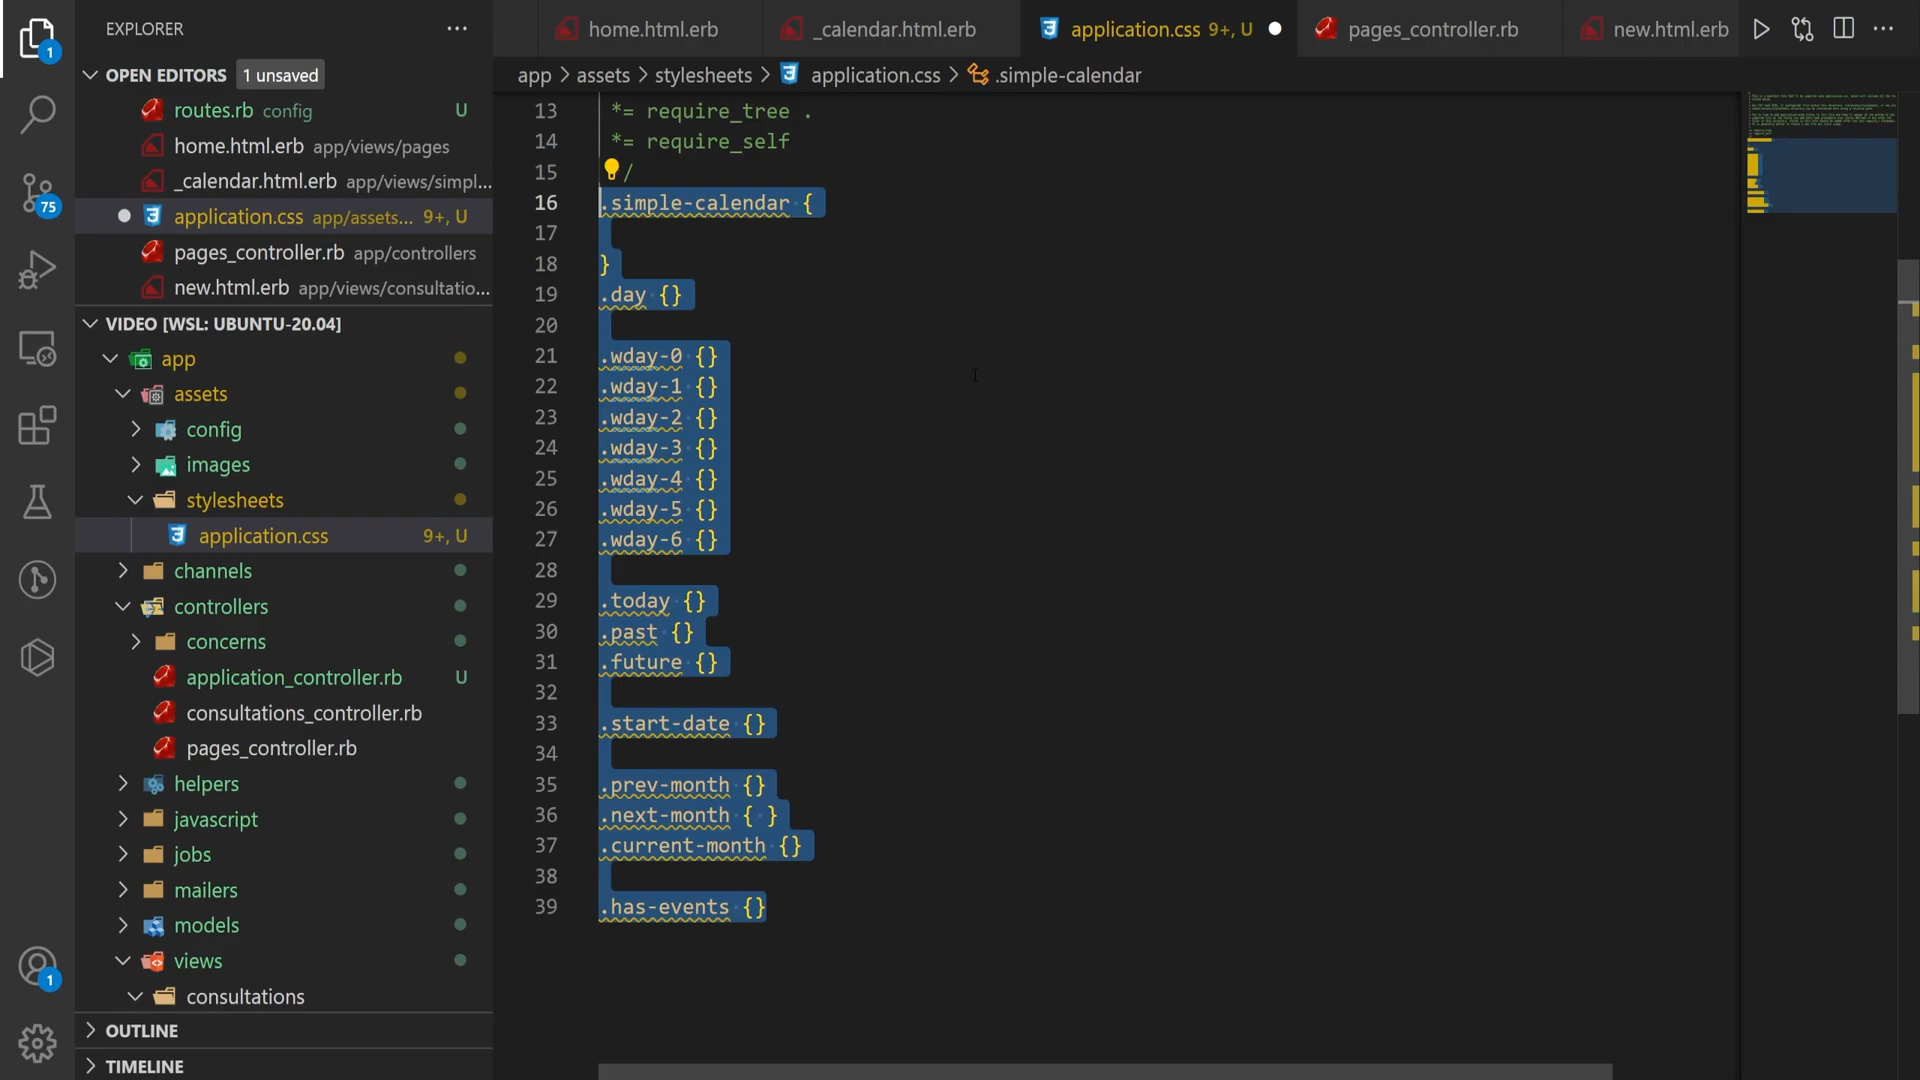 EXPLORER
OPEN EDITORS 1 unsaved
routes.rb config U
home.html.erb app/views/pages
_calendar.html.erb app/views/simpl...
application.css app/assets... 9+, U
pages_controller.rb app/controllers
new.html.erb app/views/consultatio...
VIDEO [WSL: UBUNTU-20.04]
app
assets
config
images
stylesheets
application.css 9+, U
channels
controllers
concerns
application_controller.rb U
consultations_controller.rb
pages_controller.rb
helpers
javascript
jobs
mailers
models
views
consultations
OUTLINE
TIMELINE
1
75
1
home.html.erb _calendar.html.erb application.css 9+, U pages_controller.rb new.html.erb
app > assets > stylesheets > application.css > .simple-calendar
13 *= require_tree .
14 *= require_self
15 /
16 .simple-calendar {
17
18 }
19 .day {}
20
21 .wday-0 {}
22 .wday-1 {}
23 .wday-2 {}
24 .wday-3 {}
25 .wday-4 {}
26 .wday-5 {}
27 .wday-6 {}
28
29 .today {}
30 .past {}
31 .future {}
32
33 .start-date {}
34
35 .prev-month {}
36 .next-month { }
37 .current-month {}
38
39 .has-events {}